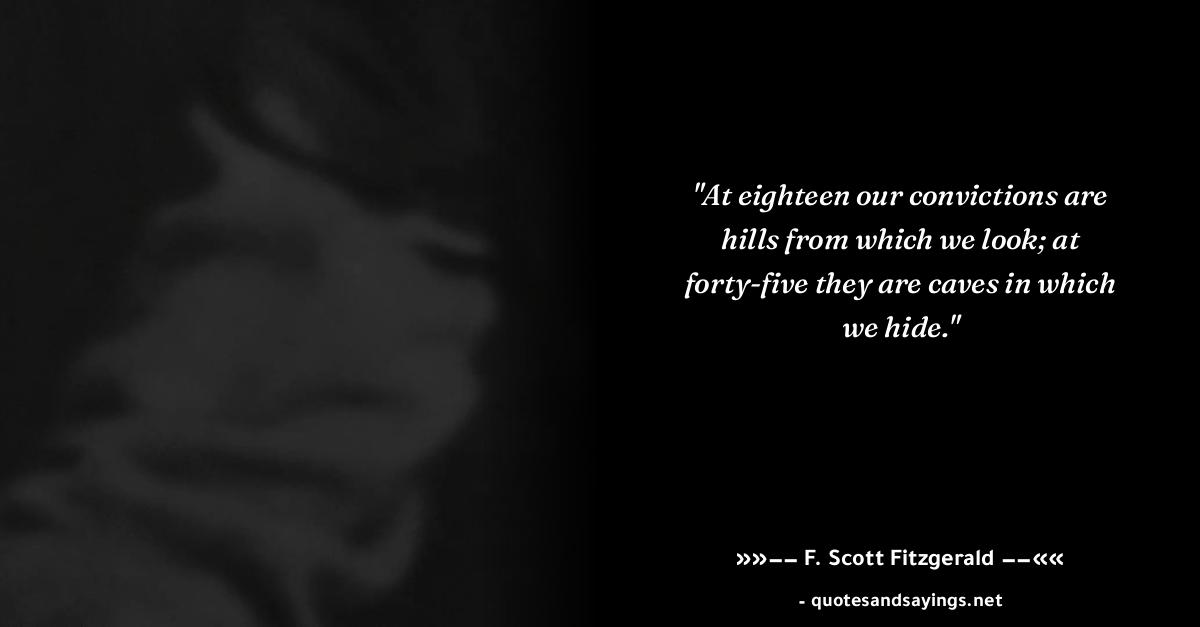 "At eighteen our convictions are
hills from which we look; at
forty-five they are caves in which
we hide."
»»−− F. Scott Fitzgerald −−««
- quotesandsayings.net